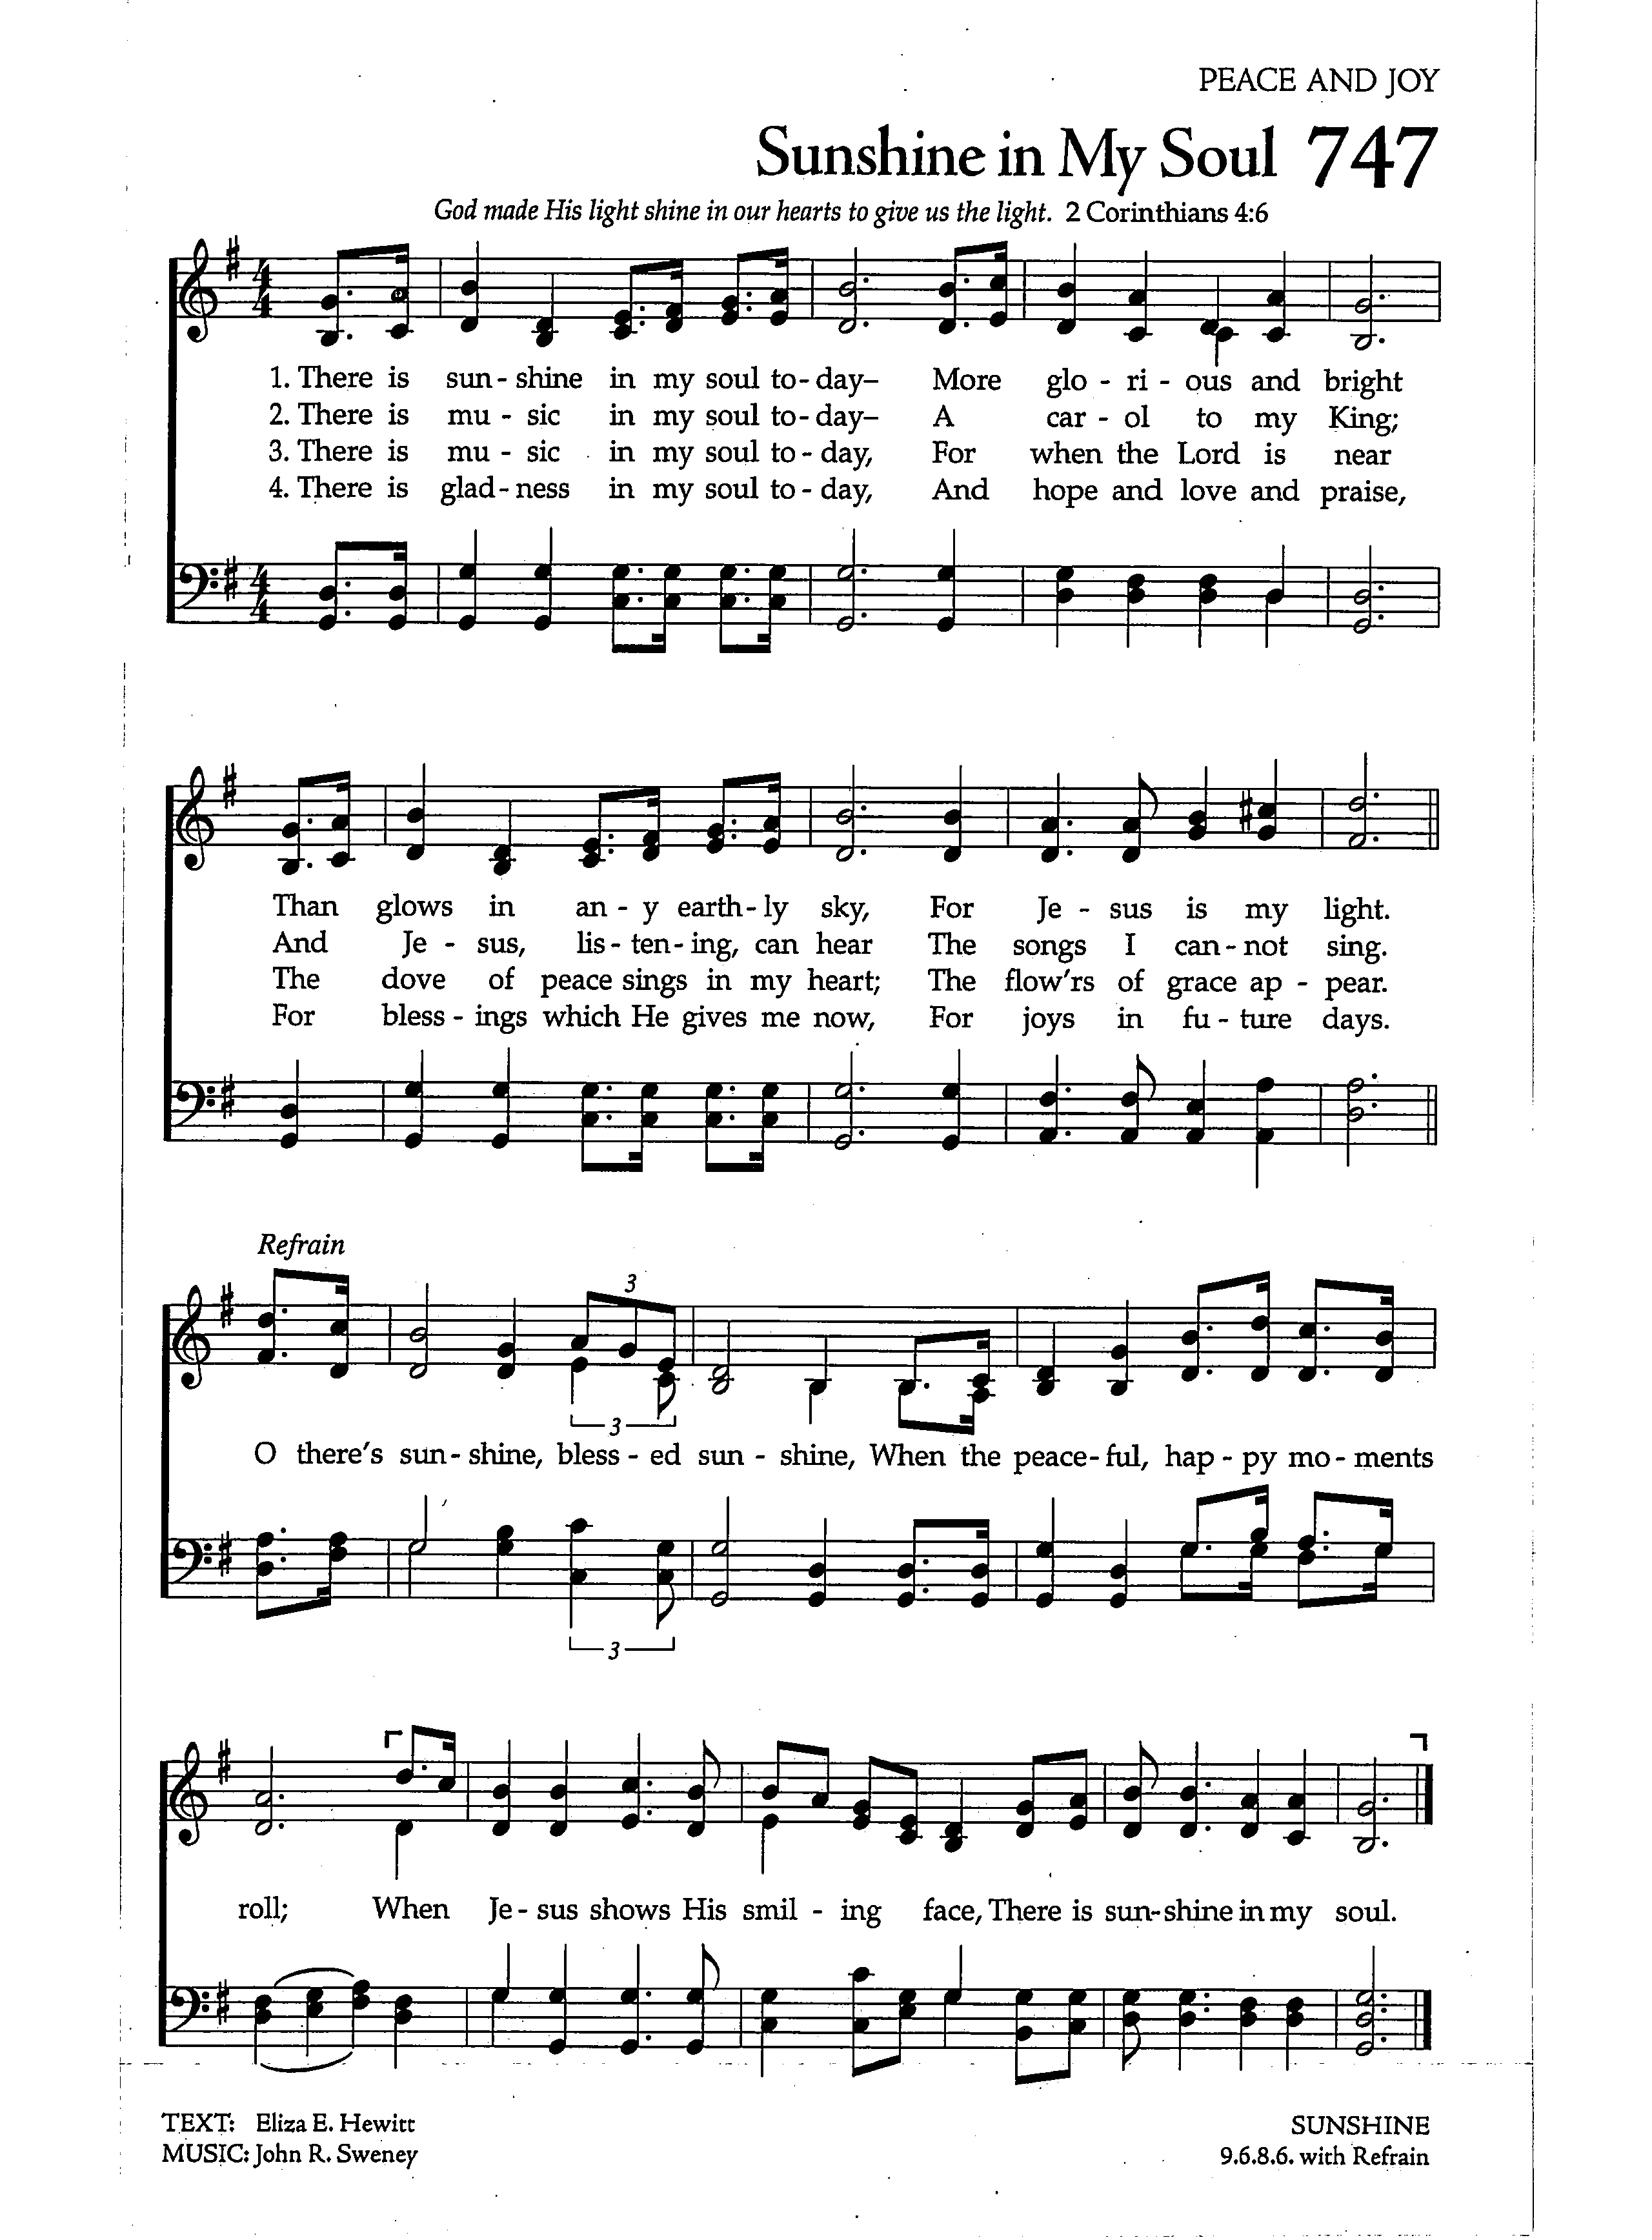 PEACE AND JOY
Sunshine in My Soul 747
God made His light shine in our hearts to give us the light. 2 Corinthians 4:6
1. There is sun - shine in my soul to - day– More glo - ri - ous and bright
2. There is mu - sic in my soul to - day– A car - ol to my King;
3. There is mu - sic in my soul to - day, For when the Lord is near
4. There is glad - ness in my soul to - day, And hope and love and praise,
Than glows in an - y earth - ly sky, For Je - sus is my light.
And Je - sus, lis - ten - ing, can hear The songs I can - not sing.
The dove of peace sings in my heart; The flow'rs of grace ap - pear.
For bless - ings which He gives me now, For joys in fu - ture days.
Refrain
3
3
O there's sun - shine, bless - ed sun - shine, When the peace - ful, hap - py mo - ments
3
roll; When Je - sus shows His smil - ing face, There is sun - shine in my soul.
TEXT: Eliza E. Hewitt
MUSIC: John R. Sweney
SUNSHINE
9.6.8.6. with Refrain